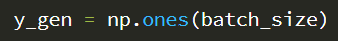 y_gen = np.ones(batch_size)